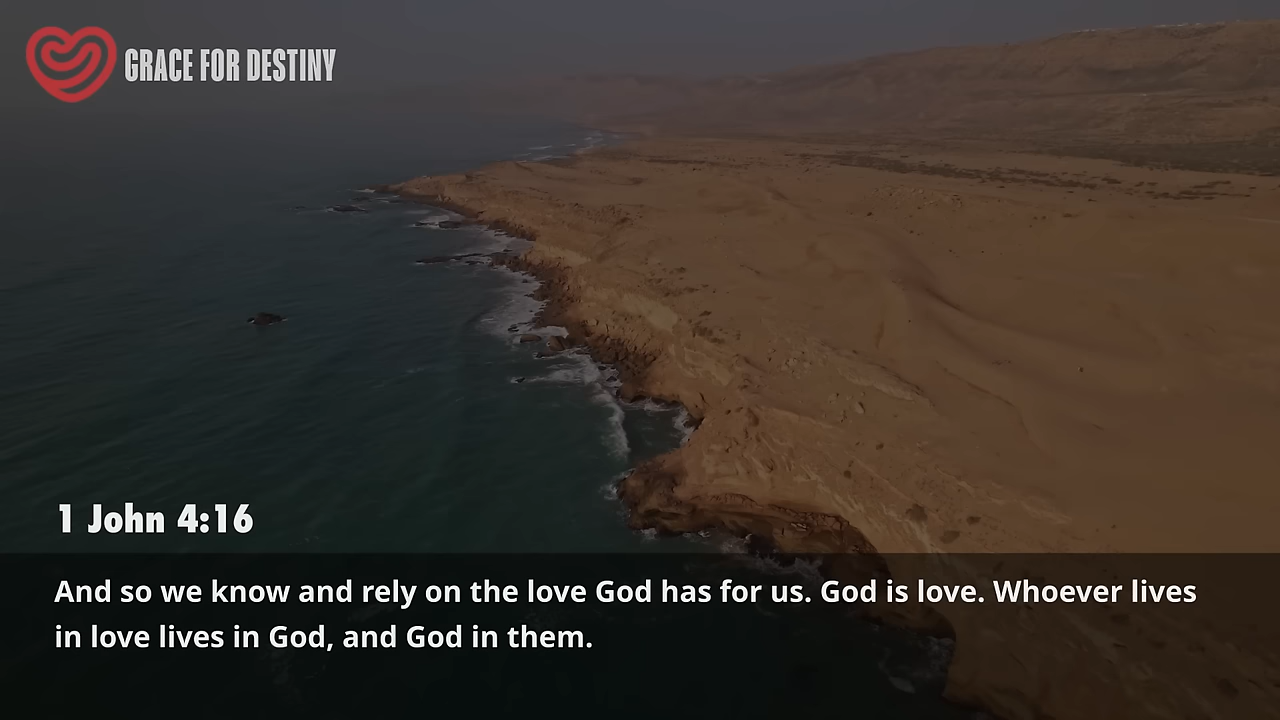 GRACE FOR DESTINY
1 John 4:16
And so we know and rely on the love God has for us. God is love. Whoever lives
in love lives in God, and God in them.